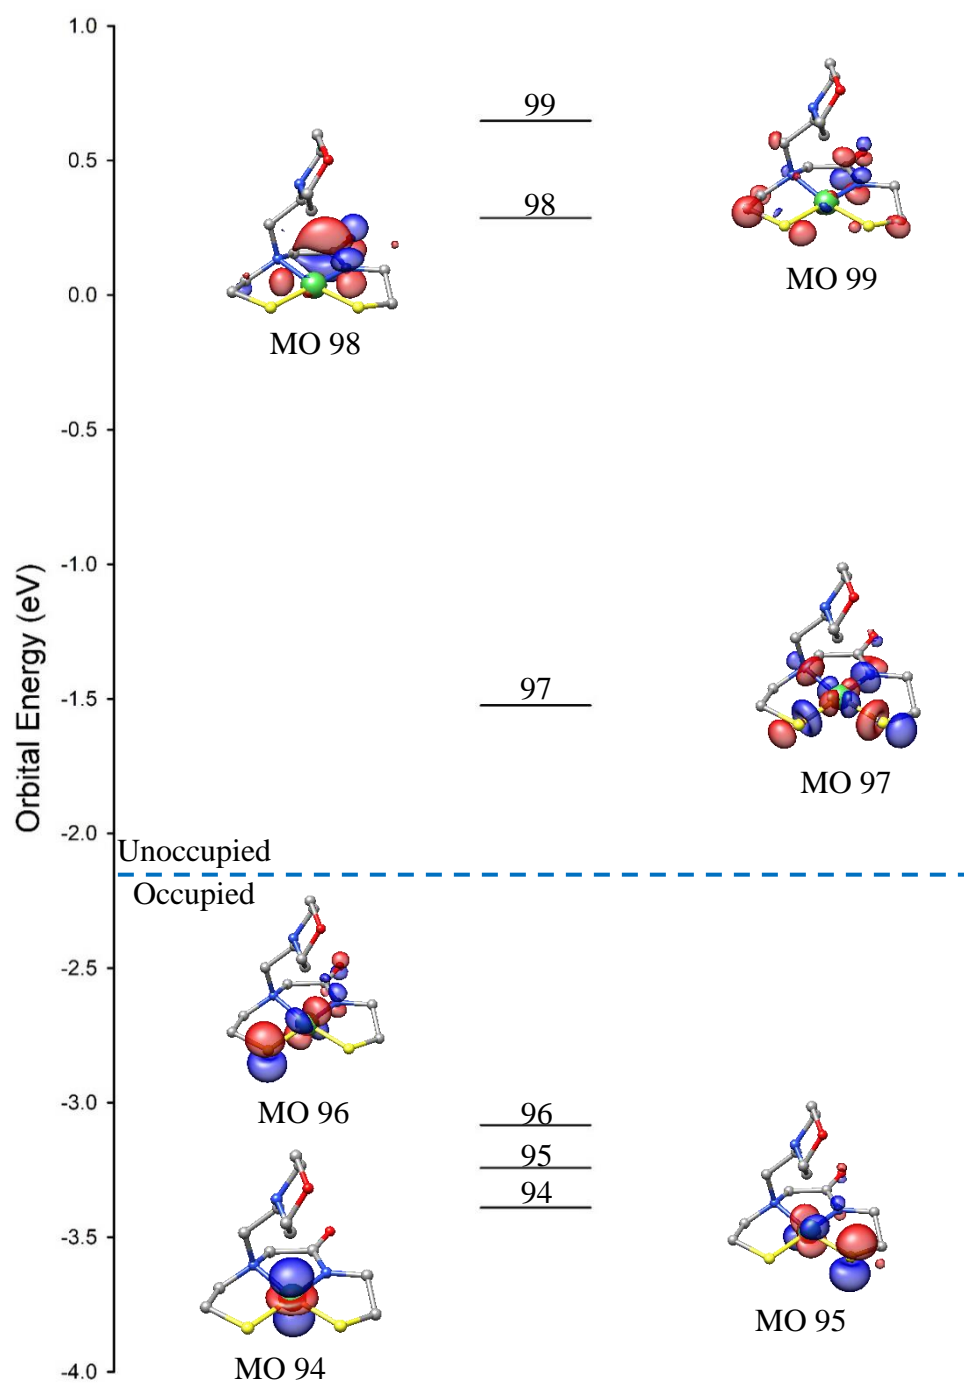 1.0
99
0.5
98
MO 99
0.0
MO 98
-0.5
Orbital Energy (eV)
-1.0
97
-1.5
MO 97
-2.0
Unoccupied
Occupied
-2.5
-3.0
MO 96
96
95
94
-3.5
MO 95
MO 94
-4.0